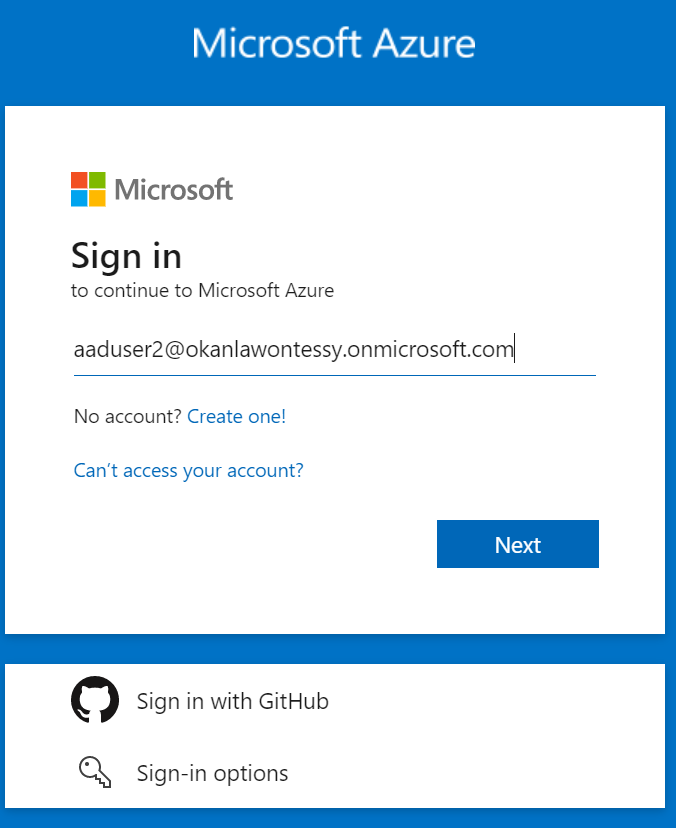 Microsoft Azure
Microsoft
Sign in
to continue to Microsoft Azure
aaduser2@okanlawontessy.onmicrosoft.com
No account? Create one!
Can't access your account?
Next
Sign in with GitHub
Sign-in options